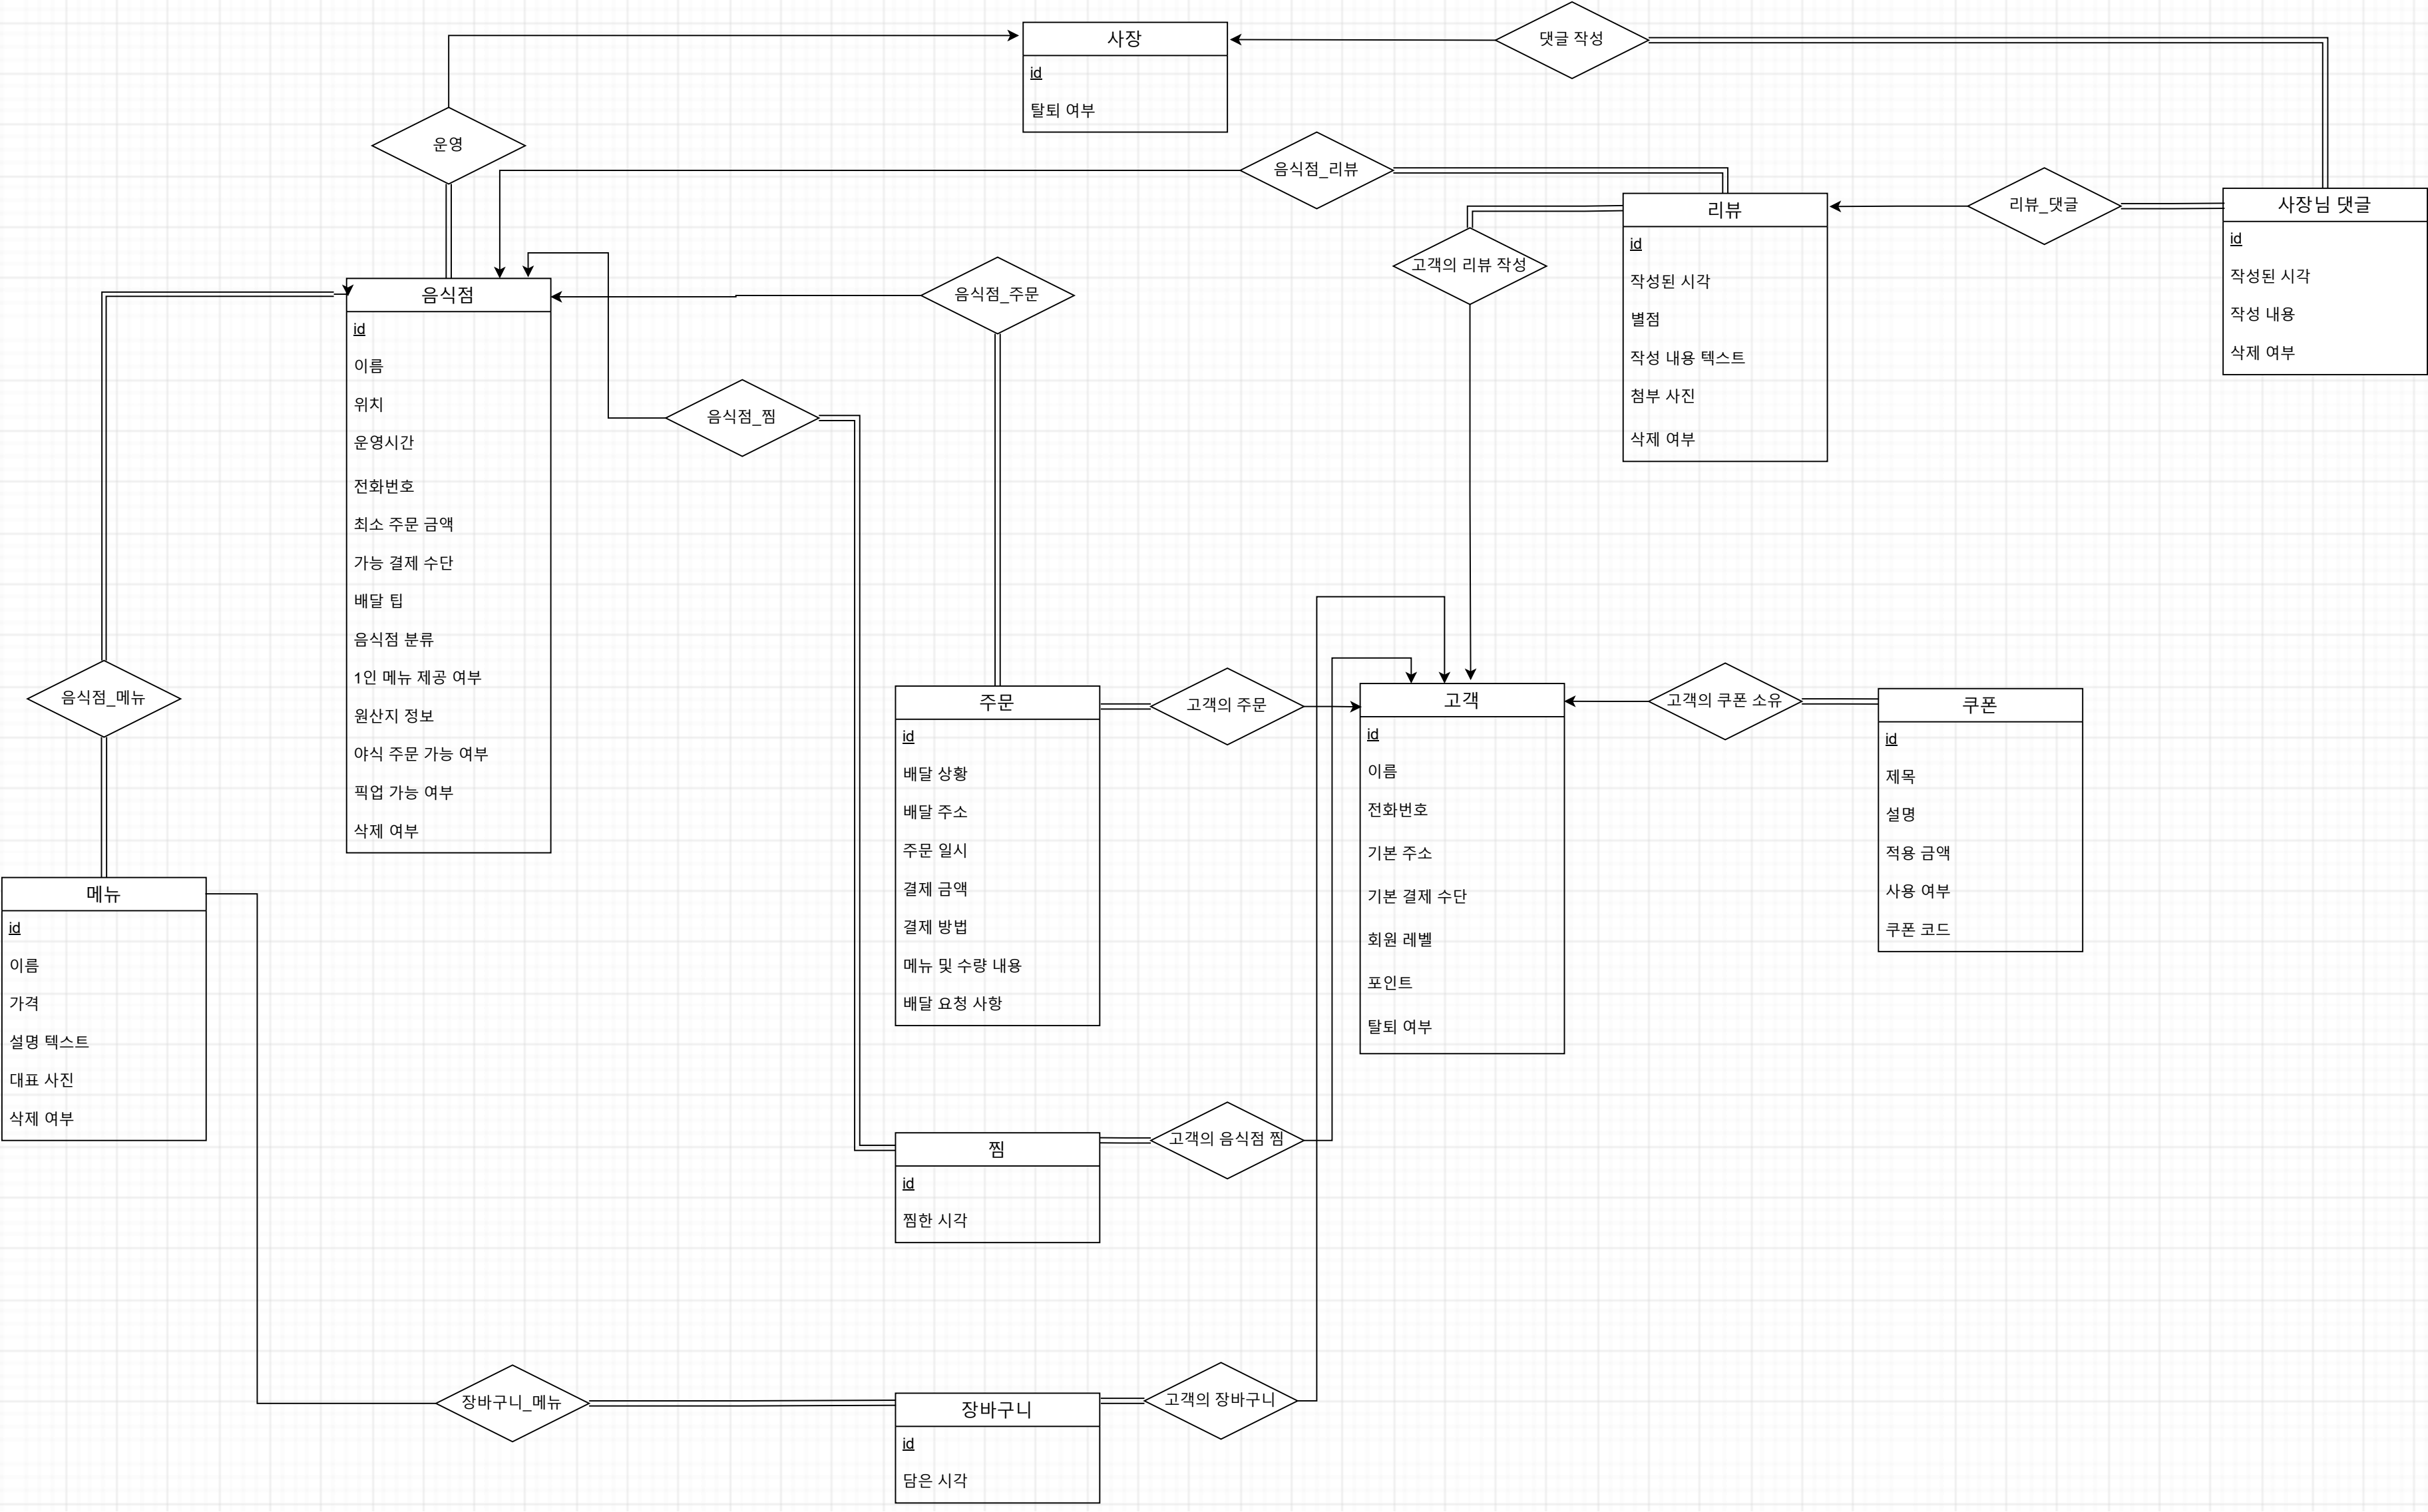 사장
id
탈퇴 여부
댓글 작성
운영
음식점_리뷰
리뷰
id
작성된 시각
별점
작성 내용 텍스트
첨부 사진
삭제 여부
리뷰_댓글
사장님 댓글
id
작성된 시각
작성 내용
삭제 여부
고객의 리뷰 작성
음식점
id
이름
위치
운영시간
전화번호
최소 주문 금액
가능 결제 수단
배달 팁
음식점 분류
1인 메뉴 제공 여부
원산지 정보
야식 주문 가능 여부
픽업 가능 여부
삭제 여부
음식점_주문
음식점_찜
음식점_메뉴
주문
id
배달 상황
배달 주소
주문 일시
결제 금액
결제 방법
메뉴 및 수량 내용
배달 요청 사항
고객의 주문
고객
id
이름
전화번호
기본 주소
기본 결제 수단
회원 레벨
포인트
탈퇴 여부
고객의 쿠폰 소유
쿠폰
id
제목
설명
적용 금액
사용 여부
쿠폰 코드
메뉴
id
이름
가격
설명 텍스트
대표 사진
삭제 여부
찜
id
찜한 시각
고객의 음식점 찜
장바구니_메뉴
장바구니
id
담은 시각
고객의 장바구니